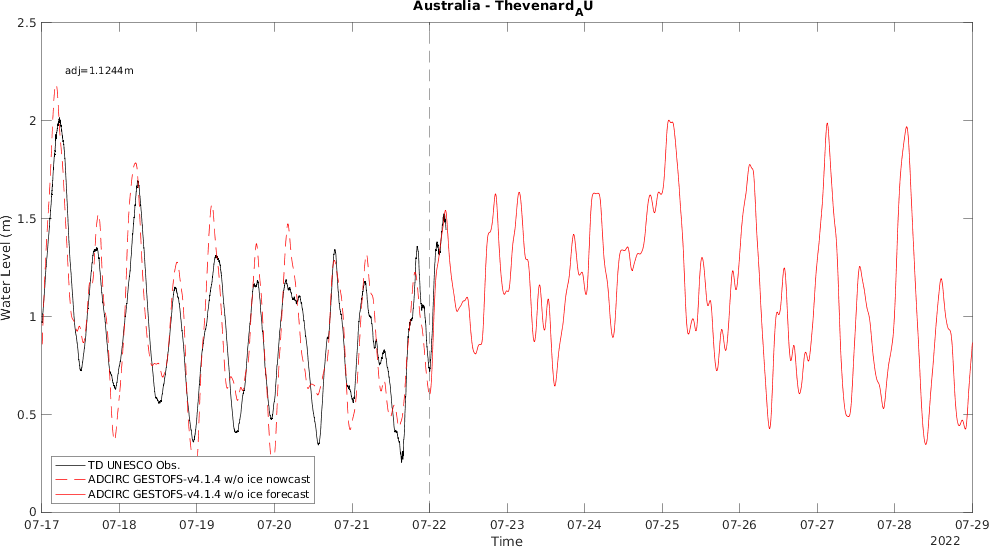 Australia - Thevenard_AU
adj=1.1244m
2.5
2
1.5
1
0.5
0
Water Level (m)
TD UNESCO Obs.
ADCIRC GESTOFS-v4.1.4 w/o ice nowcast
ADCIRC GESTOFS-v4.1.4 w/o ice forecast
07-17 07-18 07-19 07-20 07-21 07-22 07-23 07-24 07-25 07-26 07-27 07-28 07-29
Time
2022